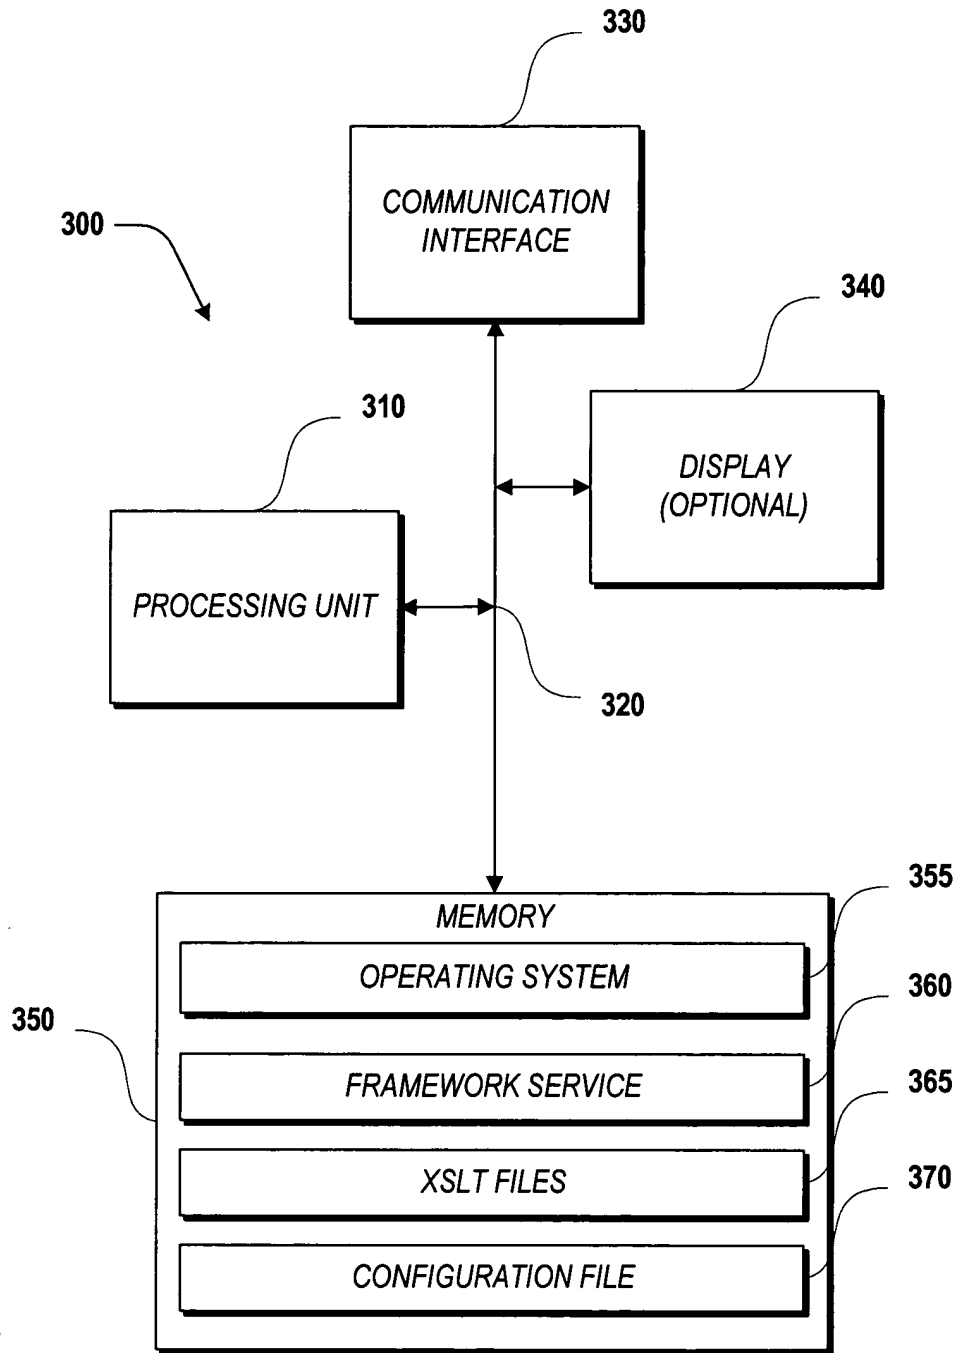 330
COMMUNICATION
INTERFACE
300
340
310
DISPLAY
(OPTIONAL)
PROCESSING UNIT
320
355
MEMORY
OPERATING SYSTEM
360
350
FRAMEWORK SERVICE
365
XSLT FILES
370
CONFIGURATION FILE